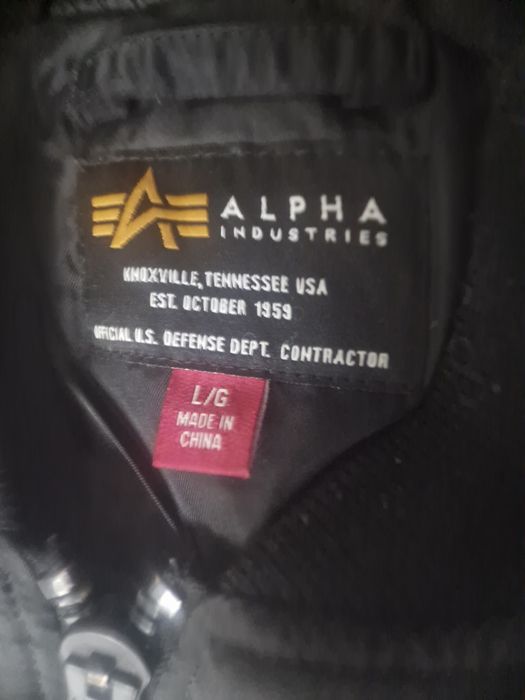 ALPHA
INDUSTRIES
KNOXVILLE, TENNESSEE USA
EST. OCTOBER 1959
OFFICIAL U.S. DEFENSE DEPT. CONTRACTOR
L/G
MADE IN
CHINA